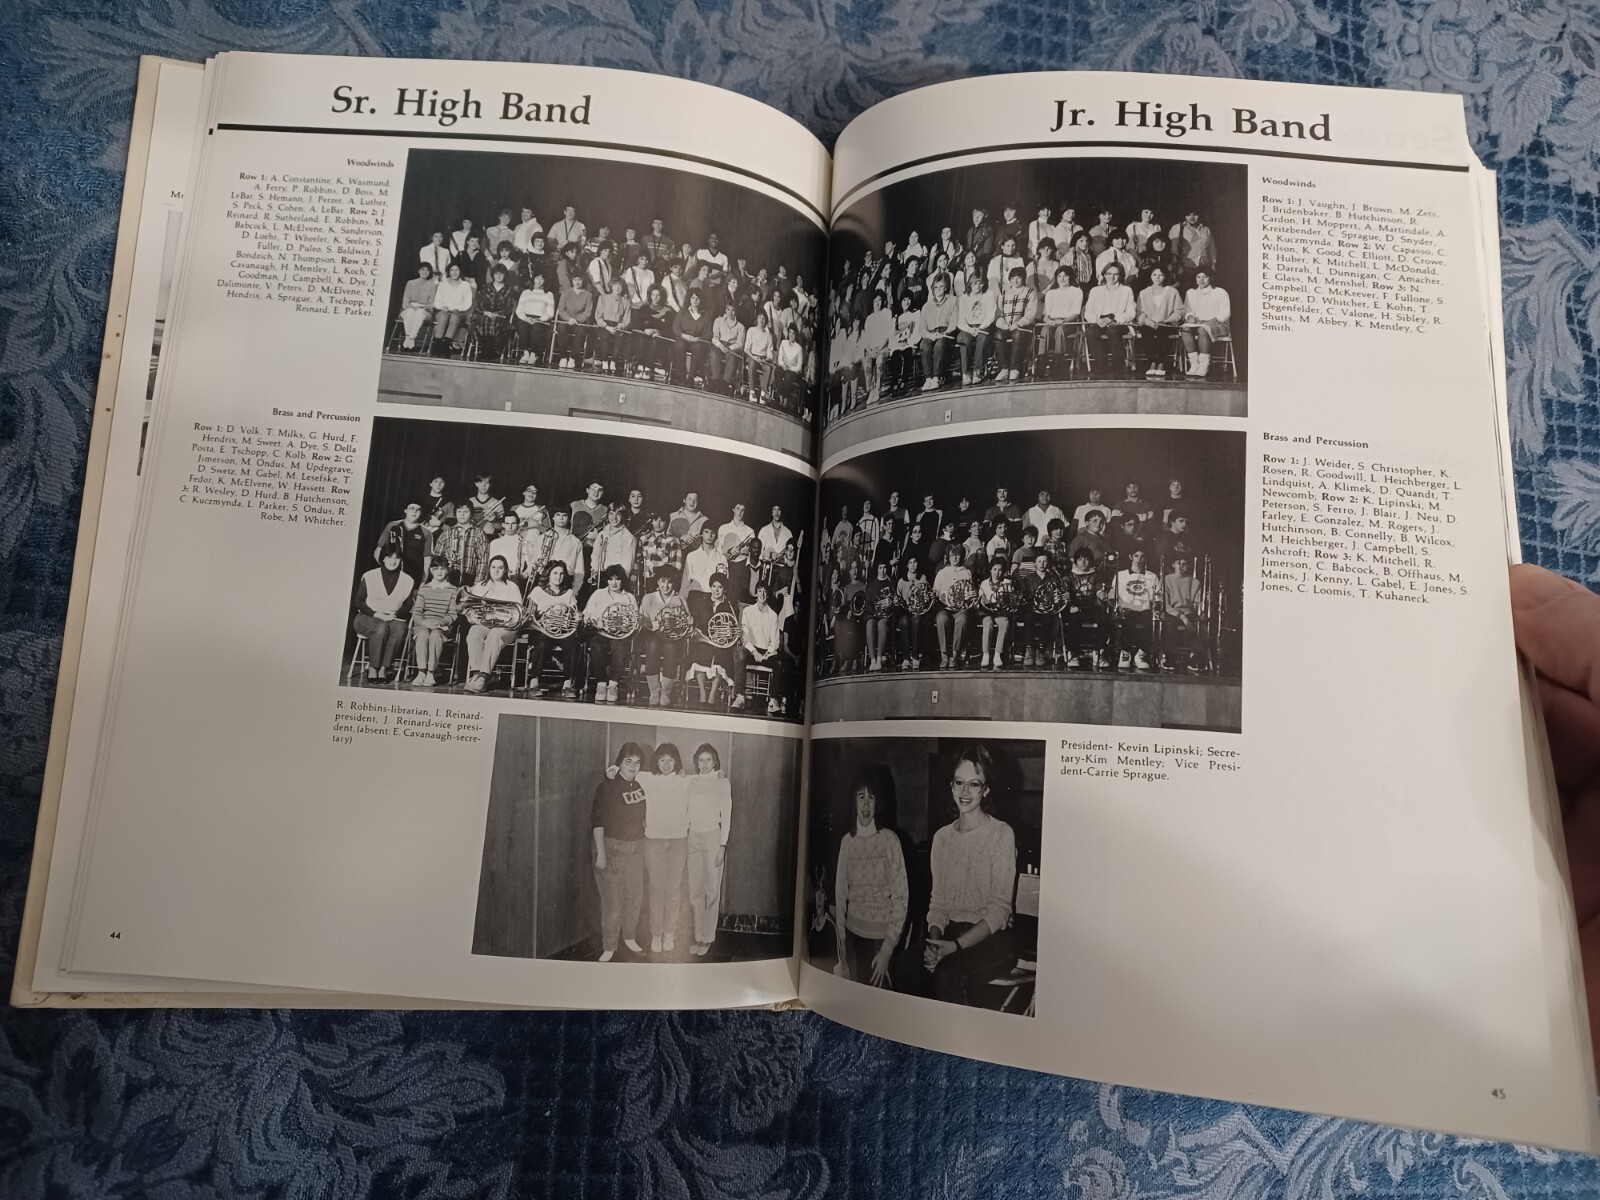 Sr. High Band
Woodwinds
Row 1: A. Constantine, K. Wasmund,
A. Ferry, P. Robbins, D. Boss, M.
LeBar, S. Hemann, J. Perzer, A. Luther,
S. Peck, S. Cohen, A. LeBar. Row 2: J.
Reinard, R. Sutherland, E. Robbins, M.
Babcock, L. McElvene, K. Sanderson,
D. Loehr, T. Wheeler, K. Seeley, S.
Fuller, D. Puleo, S. Baldwin, J.
Bondzich, N. Thompson. Row 3: E.
Cavanaugh, H. Mentley, L. Koch, C.
Goodman, J. Campbell, K. Dye, J.
Dalimonte, V. Peters, D. McElvene, N.
Hendrix, A. Sprague, A. Tschopp, I.
Reinard, E. Parker.
Brass and Percussion
Row 1: D. Volk, T. Milks, G. Hurd, F.
Hendrix, M. Sweet, A. Dye, S. Della
Posta, E. Tschopp, C. Kolb. Row 2: G.
Jimerson, M. Ondus, M. Updegrave,
D. Swetz, M. Gabel, M. Lesefske, T.
Fedor, K. McElvene, W. Hassett. Row
3: R. Wesley, D. Hurd, B. Hutchenson,
C. Kuczmynda, L. Parker, S. Ondus, R.
Robe, M. Whitcher.
R. Robbins-librarian, I. Reinard-
president, J. Reinard-vice presi-
dent, (absent: E. Cavanaugh-secre-
tary)
44
Jr. High Band
Woodwinds
Row 1: J. Vaughn, J. Brown, M. Zets,
J. Bridenbaker, B. Hutchinson, R.
Cardon, H. Moppert, A. Martindale, A.
Kreitzbender, C. Sprague, D. Snyder,
A. Kuczmynda; Row 2: W. Capasso, C.
Wilson, K. Good, C. Elliott, D. Crowe,
R. Huber, K. Mitchell, L. McDonald,
K. Darrah, L. Dunnigan, C. Amacher,
E. Glass, M. Menshel. Row 3: N.
Campbell, C. McKeever, F. Fullone, S.
Sprague, D. Whitcher, E. Kohn, T.
Degenfelder, C. Valone, H. Sibley, R.
Shutts, M. Abbey, K. Mentley, C.
Smith.
Brass and Percussion
Row 1: J. Weider, S. Christopher, K.
Rosen, R. Goodwill, L. Heichberger, L.
Lindquist, A. Klimek, D. Quandt, T.
Newcomb; Row 2: K. Lipinski, M.
Peterson, S. Ferro, J. Blair, J. Neu, D.
Farley, E. Gonzalez, M. Rogers, J.
Hutchinson, B. Connelly, B. Wilcox,
M. Heichberger, J. Campbell, S.
Ashcroft; Row 3: K. Mitchell, R.
Jimerson, C. Babcock, B. Offhaus, M.
Mains, J. Kenny, L. Gabel, E. Jones, S.
Jones, C. Loomis, T. Kuhaneck.
President- Kevin Lipinski; Secre-
tary-Kim Mentley; Vice Presi-
dent-Carrie Sprague.
45